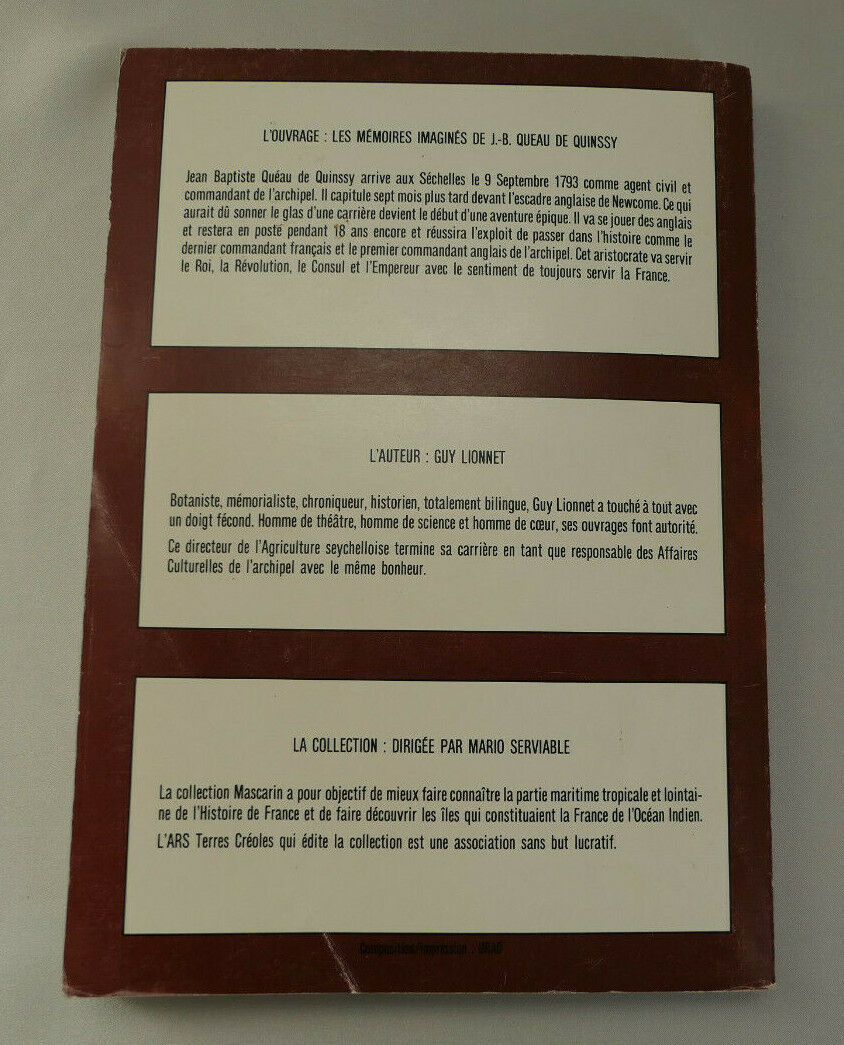 L'OUVRAGE : LES MÉMOIRES IMAGINÉS DE J.-B. QUEAU DE QUINSSY
Jean Baptiste Quéau de Quinssy arrive aux Séchelles le 9 Septembre 1793 comme agent civil et
commandant de l'archipel. Il capitule sept mois plus tard devant l'escadre anglaise de Newcome. Ce qui
aurait dû sonner le glas d'une carrière devient le début d'une aventure épique. Il va se jouer des anglais
et restera en poste pendant 18 ans encore et réussira l'exploit de passer dans l'histoire comme le
dernier commandant français et le premier commandant anglais de l'archipel. Cet aristocrate va servir
le Roi, la Révolution, le Consul et l'Empereur avec le sentiment de toujours servir la France.
L'AUTEUR : GUY LIONNET
Botaniste, mémorialiste, chroniqueur, historien, totalement bilingue, Guy Lionnet a touché à tout avec
un doigt fécond. Homme de théâtre, homme de science et homme de cœur, ses ouvrages font autorité.
Ce directeur de l'Agriculture seychelloise termine sa carrière en tant que responsable des Affaires
Culturelles de l'archipel avec le même bonheur.
LA COLLECTION : DIRIGÉE PAR MARIO SERVIABLE
La collection Mascarin a pour objectif de mieux faire connaître la partie maritime tropicale et lointai-
ne de l'Histoire de France et de faire découvrir les îles qui constituaient la France de l'Océan Indien.
L'ARS Terres Créoles qui édite la collection est une association sans but lucratif.
Composition/Impression :